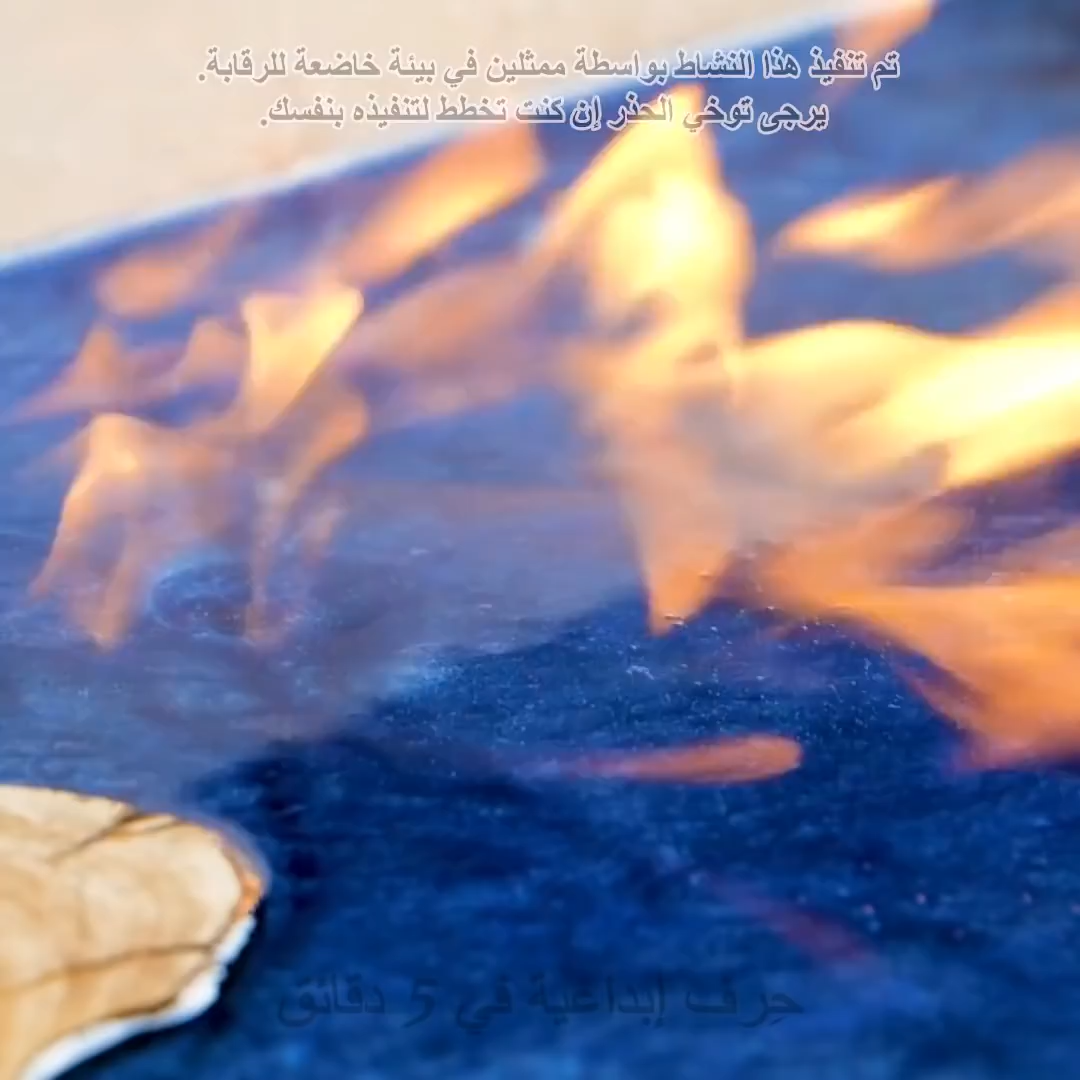 تم تنفيذ هذا النشاط بواسطة ممثلين في بيئة خاضعة للرقابة.
يرجى توخي الحذر إن كنت تخطط لتنفيذه بنفسك.
حِرف إبداعية في 5 دقائق